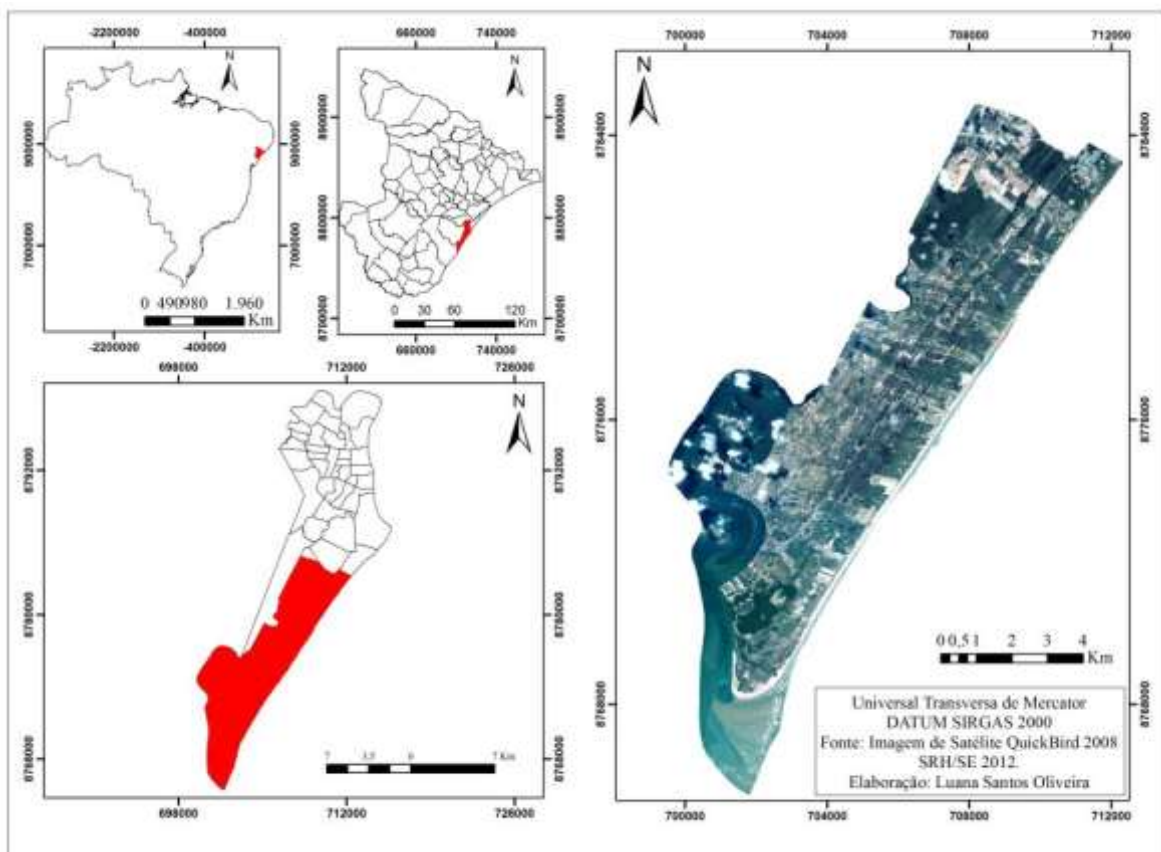 -2200000 -400000
N
9000000 9000000
7000000 7000000
0 490980 1.960
Km
-2200000 -400000
660000 740000
N
8900000 8900000
8800000 8800000
8700000 8700000
0 30 60 120
Km
660000 740000
698000 712000 726000
N
8792000 8792000
8780000 8780000
8768000 8768000
7 3,5 0 7 Km
698000 712000 726000
700000 704000 708000 712000
N
8784000 8784000
8776000 8776000
8768000 8768000
0 0,5 1 2 3 4
Km
Universal Transversa de Mercator
DATUM SIRGAS 2000
Fonte: Imagem de Satélite QuickBird 2008
SRH/SE 2012.
Elaboração: Luana Santos Oliveira
700000 704000 708000 712000